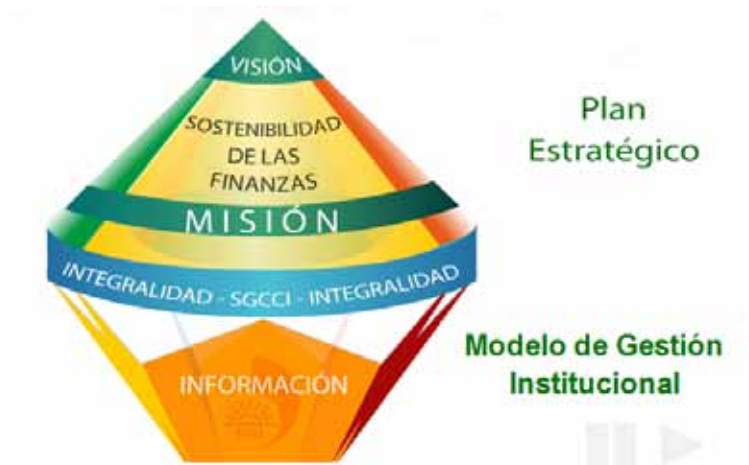 VISIÓN
SOSTENIBILIDAD
DE LAS
FINANZAS
MISIÓN
INTEGRALIDAD - SGCCI - INTEGRALIDAD
INFORMACIÓN
Plan
Estratégico
Modelo de Gestión
Institucional